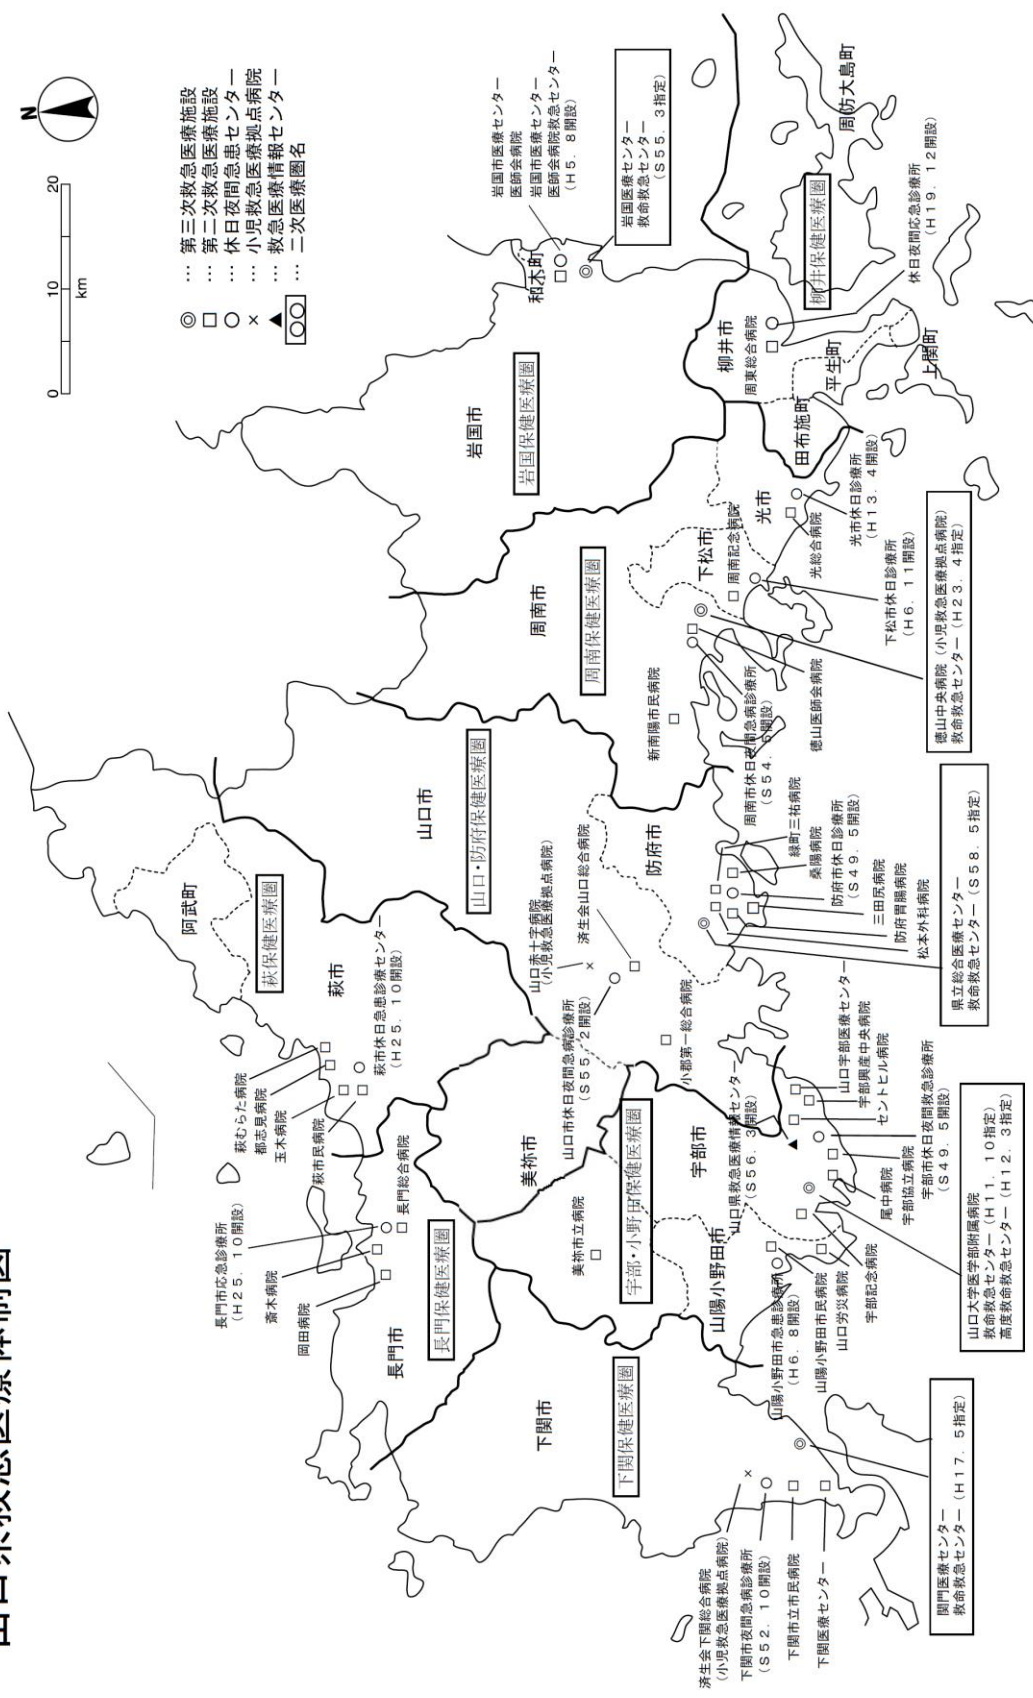 山口県救急医療体制図
N
0 10 20
km
◎ … 第三次救急医療施設
□ … 第二次救急医療施設
○ … 休日夜間急患センター
× … 小児救急医療拠点病院
▲ … 救急医療情報センター
○○ … 二次医療圏名
阿武町
萩保健医療圏
萩市
萩むらた病院
都志見病院
玉木病院
萩市民病院
萩市休日急患診療センター
(H25．10開設)
長門市応急診療所
(H25．10開設)
斎木病院
岡田病院
長門総合病院
長門市
長門保健医療圏
山口市
山口・防府保健医療圏
山口赤十字病院
(小児救急医療拠点病院)
済生会山口総合病院
山口市休日夜間急病診療所
(S55．2開設)
小郡第一総合病院
防府市
緑町三祐病院
桑陽病院
防府市休日診療所
(S49．5開設)
三田尻病院
防府胃腸病院
松本外科病院
県立総合医療センター
救命救急センター(S58．5指定)
周南市
周南保健医療圏
新南陽市民病院
周南市休日夜間急病診療所
(S54．6開設)
徳山医師会病院
徳山中央病院(小児救急医療拠点病院)
救命救急センター(H23．4指定)
下松市
周南記念病院
下松市休日診療所
(H6．11開設)
光市
光総合病院
光市休日診療所
(H13．4開設)
岩国市
岩国保健医療圏
和木町
岩国市医療センター
医師会病院
岩国市医療センター
医師会病院救急センター
(H5．8開設)
岩国医療センター
救命救急センター
(S55．3指定)
柳井市
周東総合病院
柳井保健医療圏
周防大島町
休日夜間応急診療所
(H19．12開設)
田布施町
平生町
上関町
美祢市
美祢市立病院
宇部・小野田保健医療圏
宇部市
山口県救急医療情報センター
(S56．3開設)
山口宇部医療センター
宇部興産中央病院
セントヒル病院
宇部市休日夜間救急診療所
(S49．5開設)
宇部協立病院
尾中病院
山口大学医学部附属病院
救命救急センター(H11．10指定)
高度救命救急センター(H12．3指定)
宇部記念病院
山口労災病院
山陽小野田市民病院
山陽小野田市急患診療所
(H6．8開設)
山陽小野田市
下関市
下関保健医療圏
済生会下関総合病院
(小児救急医療拠点病院)
下関市夜間急病診療所
(S52．10開設)
下関市立市民病院
下関医療センター
関門医療センター
救命救急センター(H17．5指定)